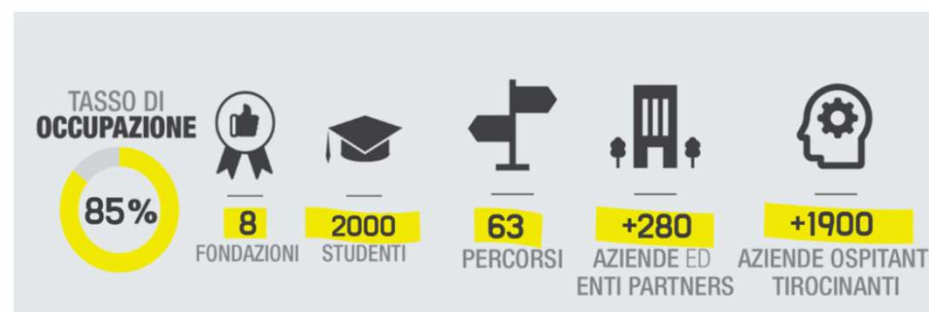 TASSO DI
OCCUPAZIONE
85%
8
FONDAZIONI
2000
STUDENTI
63
PERCORSI
+280
AZIENDE ED
ENTI PARTNERS
+1900
AZIENDE OSPITANT
TIROCINANTI